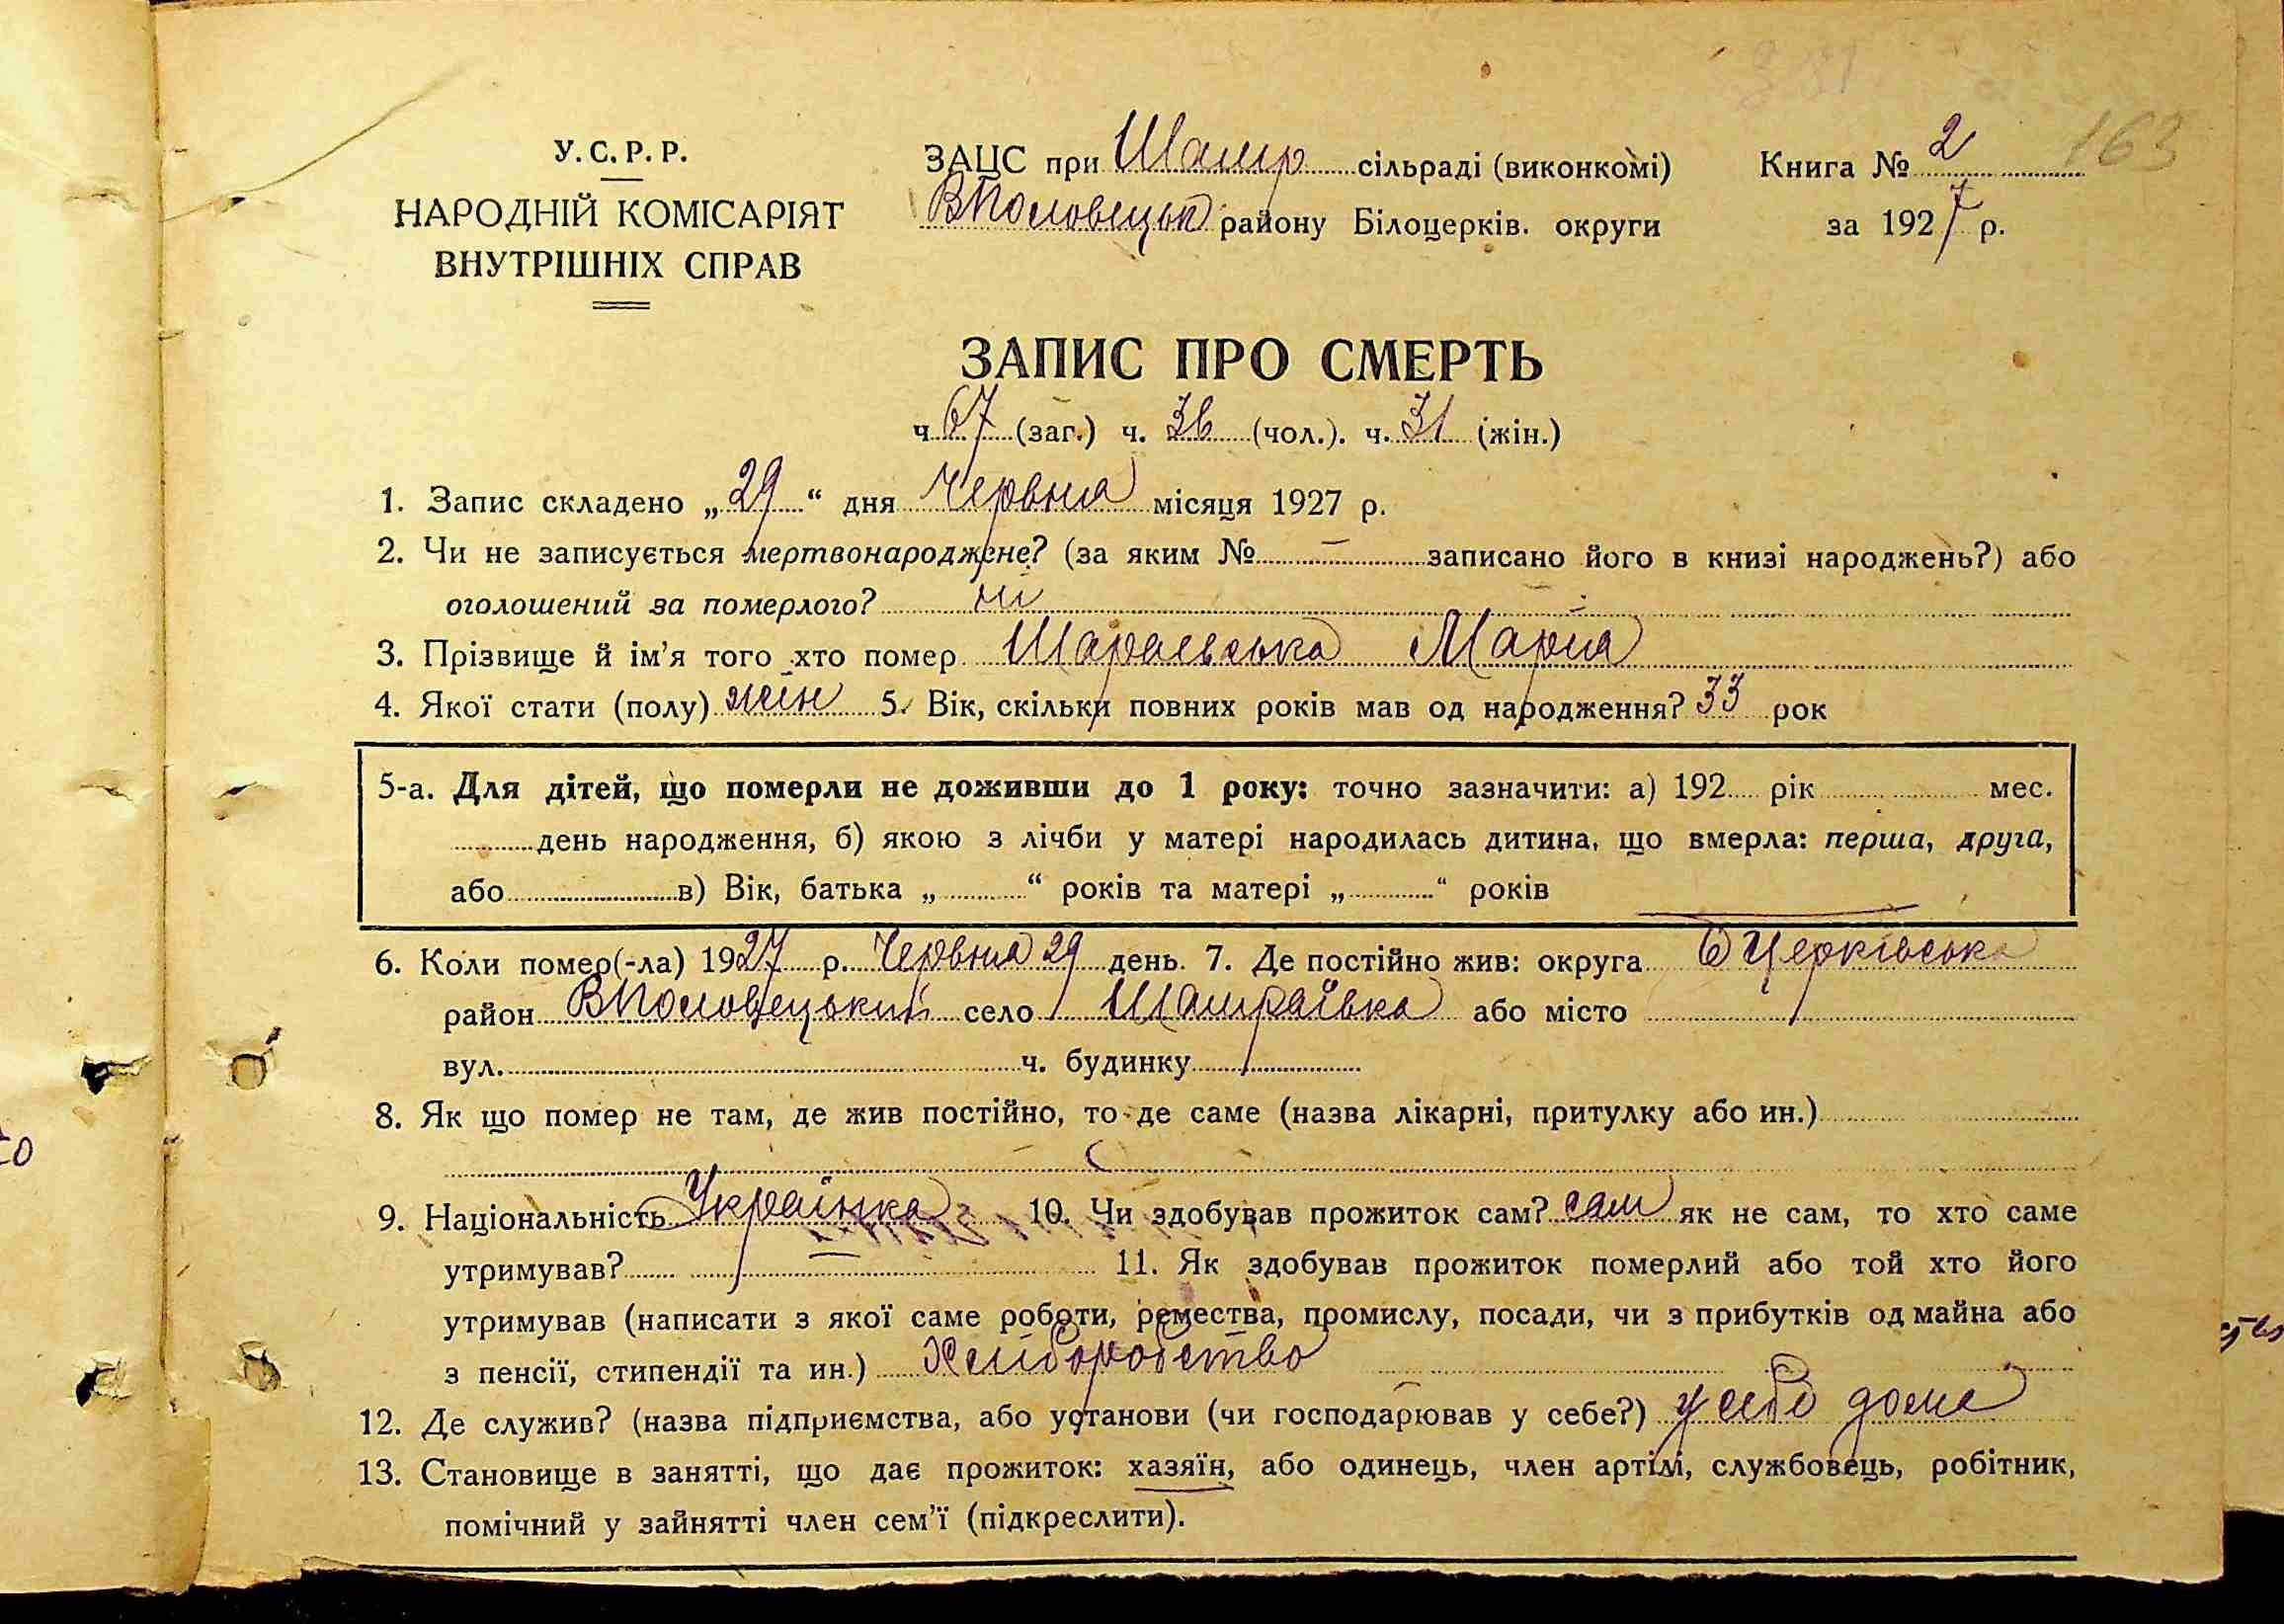 У.С.Р.Р.
НАРОДНІЙ КОМІСАРІЯТ
ВНУТРІШНІХ СПРАВ
ЗАЦС при Шамр сільраді (виконкомі)
ВПоловецьк району Білоцерків. округи
Книга № 2
163
за 1927 р.
ЗАПИС ПРО СМЕРТЬ
ч. 67 (заг.) ч. 36 (чол.). ч. 31 (жін.)
1. Запис складено „29“ дня Червня місяця 1927 р.
2. Чи не записується мертвонароджене? (за яким № — записано його в книзі народжень?) або
оголошений за померлого? ні
3. Прізвище й ім'я того хто помер Шараєвська Марія
4. Якої стати (полу) жін 5. Вік, скільки повних років мав од народження? 33 рок
5-а. Для дітей, що померли не доживши до 1 року: точно зазначити: а) 192 рік мес.
день народження, б) якою з лічби у матері народилась дитина, що вмерла: перша, друга,
або в) Вік, батька „ “ років та матері „ “ років
6. Коли помер(-ла) 1927 р. Червня 29 день. 7. Де постійно жив: округа БЦерківська
район ВПоловецький село Шамраївка або місто
вул. ч. будинку
8. Як що помер не там, де жив постійно, то де саме (назва лікарні, притулку або ин.)
9. Національність Українка 10. Чи здобував прожиток сам? сам як не сам, то хто саме
утримував? — 11. Як здобував прожиток померлий або той хто його
утримував (написати з якої саме роботи, ремества, промислу, посади, чи з прибутків од майна або
з пенсії, стипендії та ин.) Хліборобство
12. Де служив? (назва підприємства, або установи (чи господарював у себе?) у себе дома
13. Становище в занятті, що дає прожиток: хазяїн, або одинець, член артілі, службовець, робітник,
помічний у зайнятті член сем'ї (підкреслити).